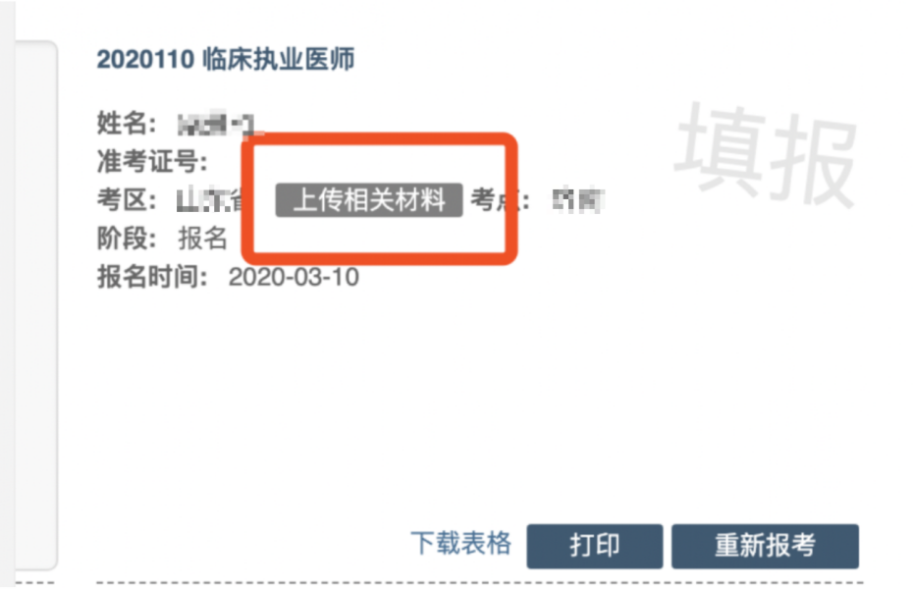 2020110 临床执业医师
姓名:
填报
准考证号:
考区: 上传相关材料 考点:
阶段: 报名
报名时间: 2020-03-10
下载表格 打印 重新报考